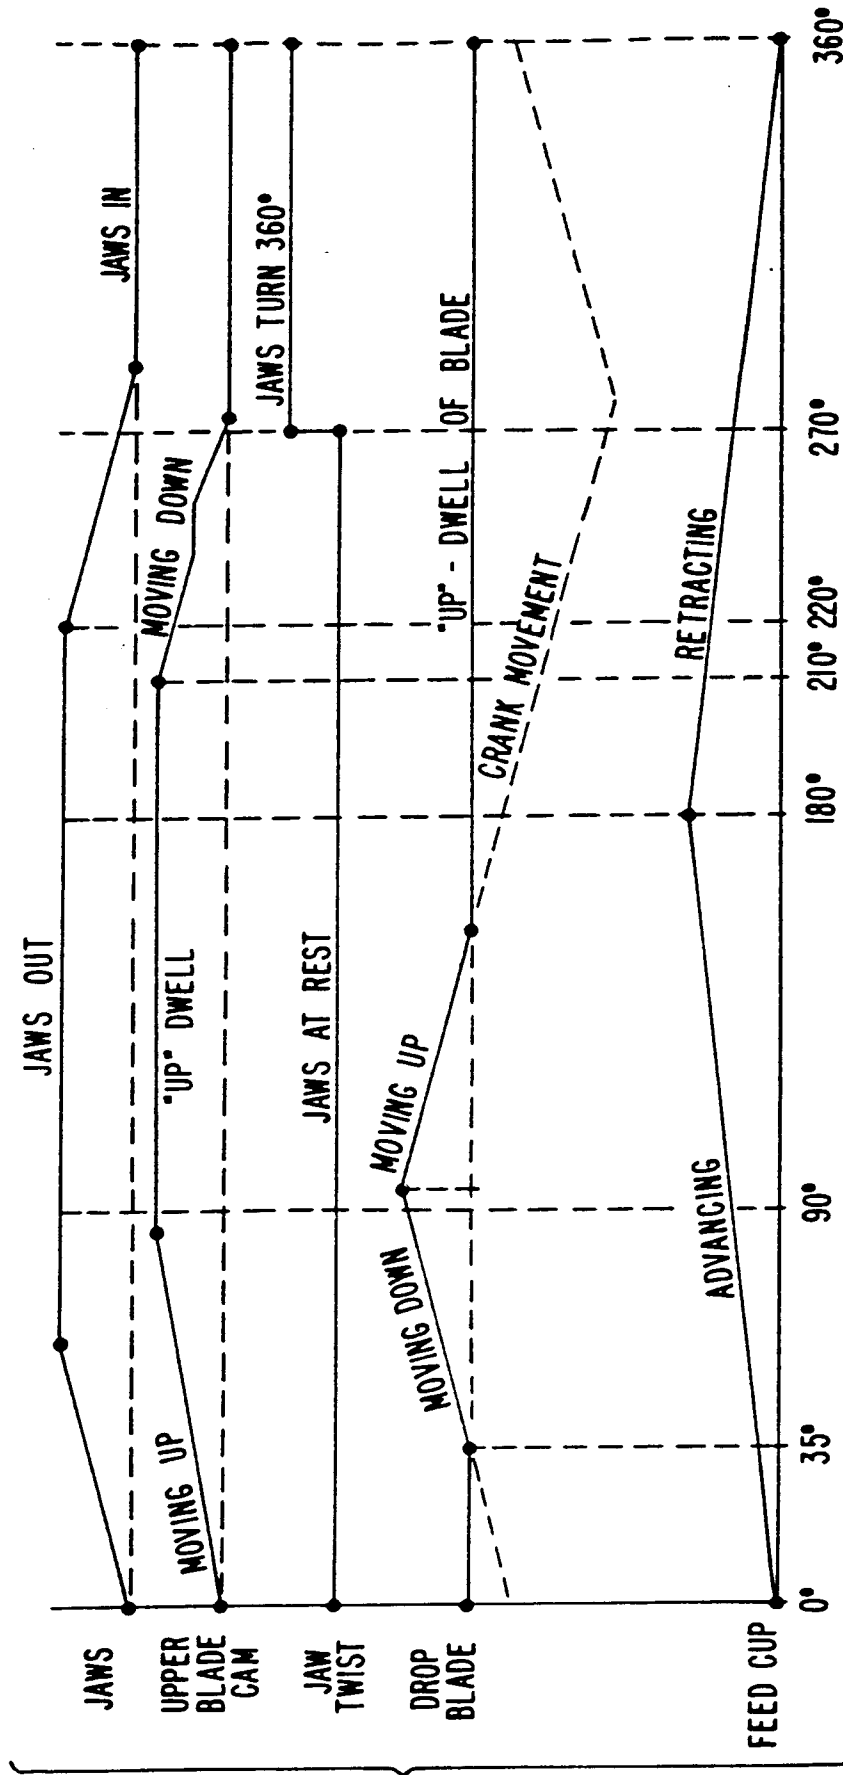 JAWS
JAWS OUT
JAWS IN
UPPER
BLADE
CAM
MOVING UP
"UP" DWELL
MOVING DOWN
JAW
TWIST
JAWS AT REST
JAWS TURN 360°
DROP
BLADE
MOVING DOWN
MOVING UP
"UP" - DWELL OF BLADE
CRANK MOVEMENT
FEED CUP
ADVANCING
RETRACTING
0°
35°
90°
180°
210°
220°
270°
360°